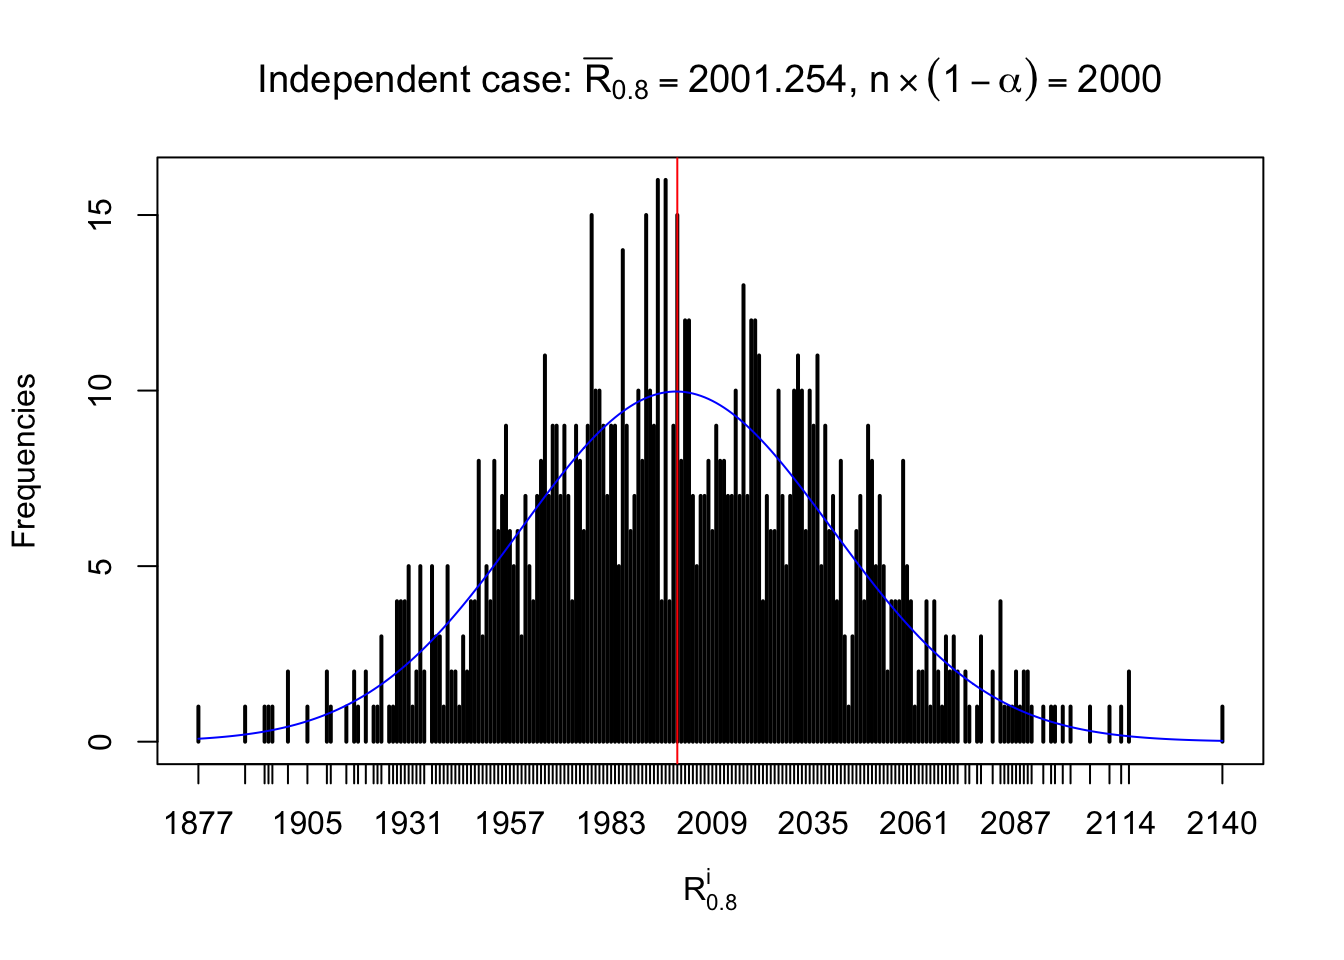 Independent case: R̅0.8 = 2001.254, n × (1 − α) = 2000
15
10
5
0
Frequencies
1877 1905 1931 1957 1983 2009 2035 2061 2087 2114 2140
R^i_0.8